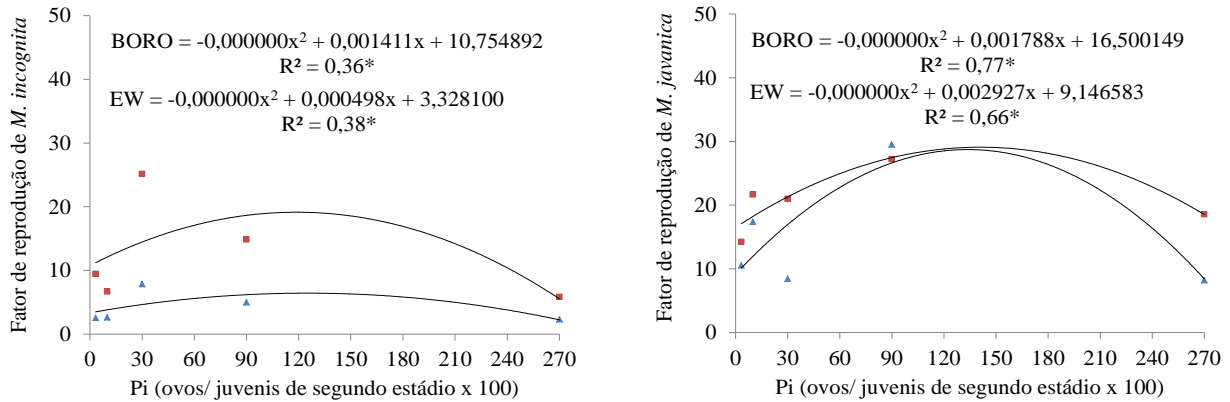 Fator de reprodução de M. incognita
50
40
30
20
10
0
BORO = -0,000000x² + 0,001411x + 10,754892
R² = 0,36*
EW = -0,000000x² + 0,000498x + 3,328100
R² = 0,38*
0 30 60 90 120 150 180 210 240 270
Pi (ovos/ juvenis de segundo estádio x 100)
Fator de reprodução de M. javanica
50
40
30
20
10
0
BORO = -0,000000x² + 0,001788x + 16,500149
R² = 0,77*
EW = -0,000000x² + 0,002927x + 9,146583
R² = 0,66*
0 30 60 90 120 150 180 210 240 270
Pi (ovos/ juvenis de segundo estádio x 100)